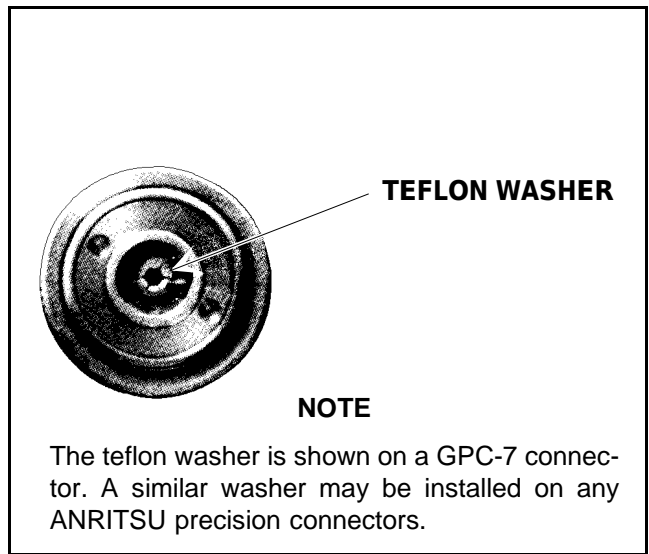 TEFLON WASHER
NOTE
The teflon washer is shown on a GPC-7 connec-
tor. A similar washer may be installed on any
ANRITSU precision connectors.